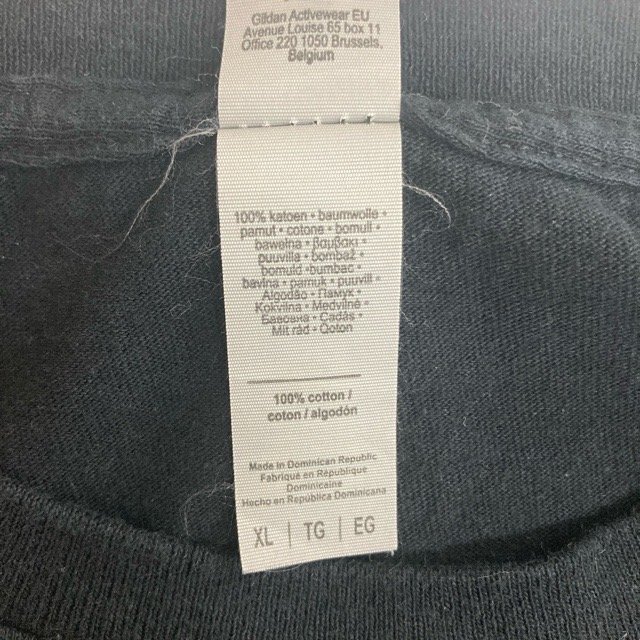 Gildan Activewear EU
Avenue Louise 65 box 11
Office 220 1050 Brussels,
Belgium
100% katoen • baumwolle •
pamut • cotone • bomull •
bawełna • βαμβακι •
puuvilla • bombaž •
bomuld •bumbac •
bavlna • pamuk • puuvill •
Algodão • Памук •
Kokvilna • Medvilné •
Бавовна • Cadás •
Mit rád • Qoton
100% cotton /
coton / algodón
Made in Dominican Republic
Fabriqué en République
Dominicaine
Hecho en Republica Dominicana
XL | TG | EG